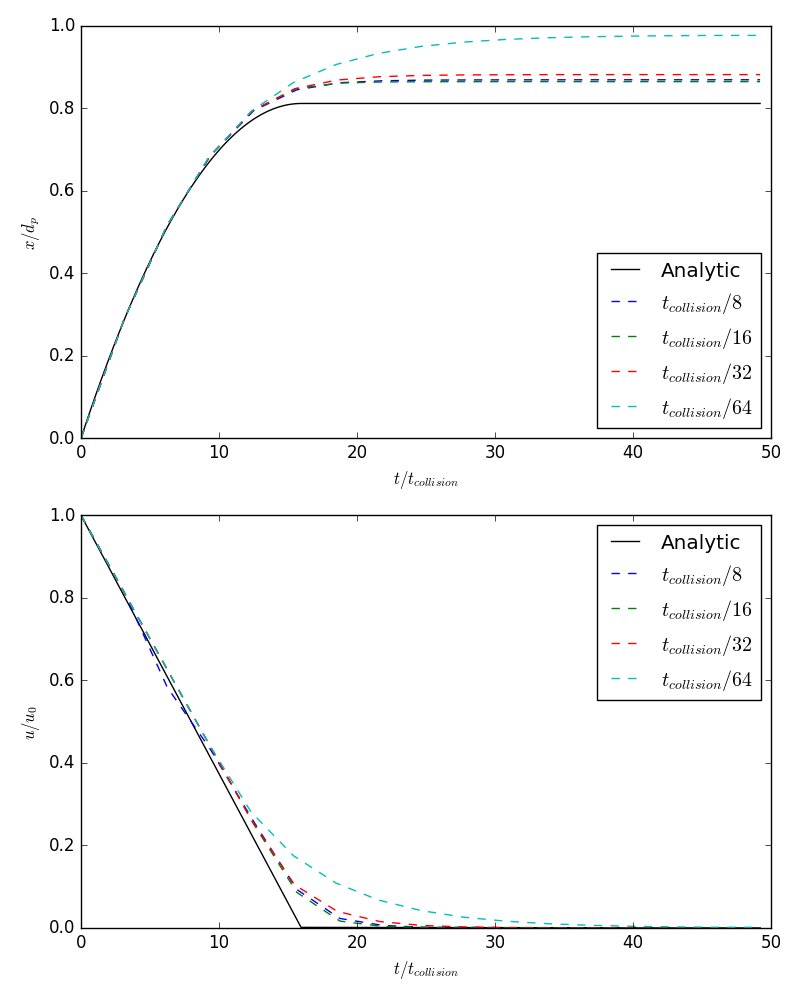 1.0
0.8
0.6
0.4
0.2
0.0
x/d_p
0 10 20 30 40 50
t/t_collision
Analytic
t_collision/8
t_collision/16
t_collision/32
t_collision/64
1.0
0.8
0.6
0.4
0.2
0.0
u/u_0
0 10 20 30 40 50
t/t_collision
Analytic
t_collision/8
t_collision/16
t_collision/32
t_collision/64